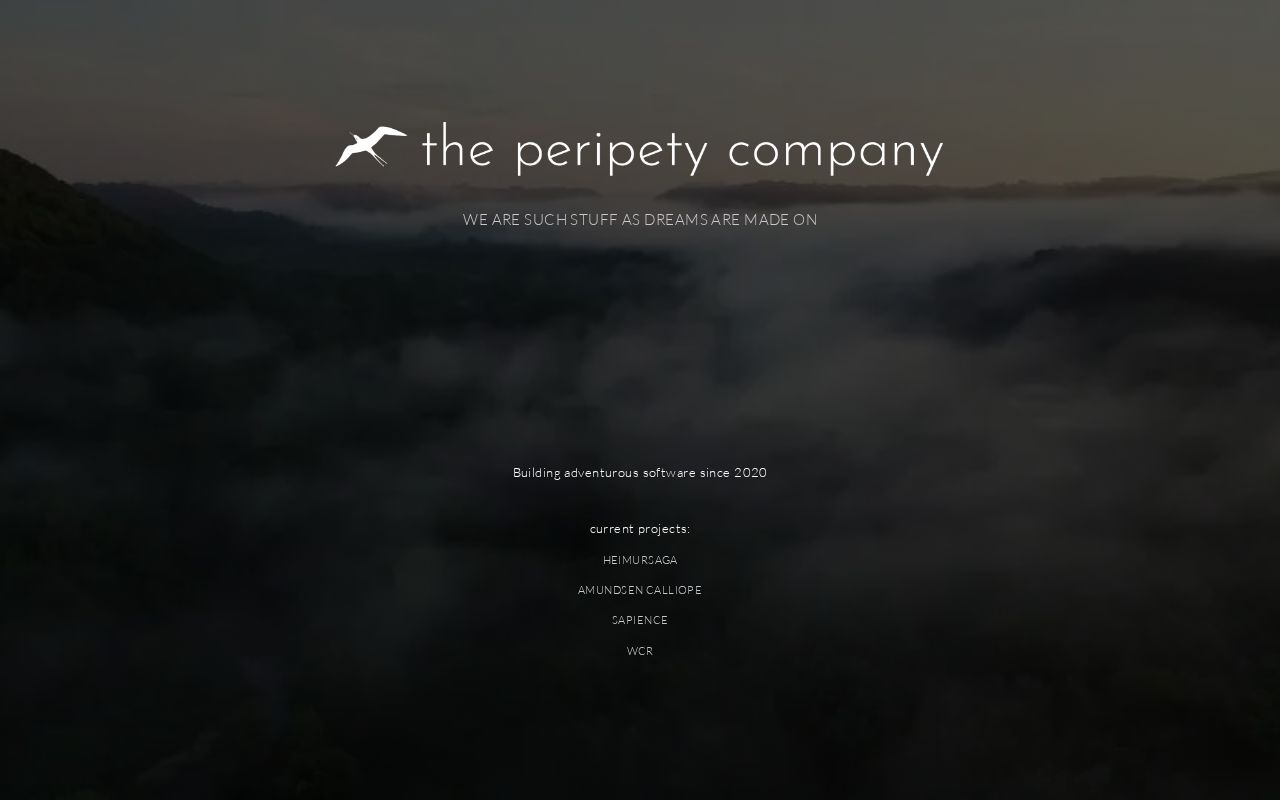 the peripety company
WE ARE SUCH STUFF AS DREAMS ARE MADE ON
Building adventurous software since 2020
current projects:
HEIMURSAGA
AMUNDSEN CALLIOPE
SAPIENCE
WCR